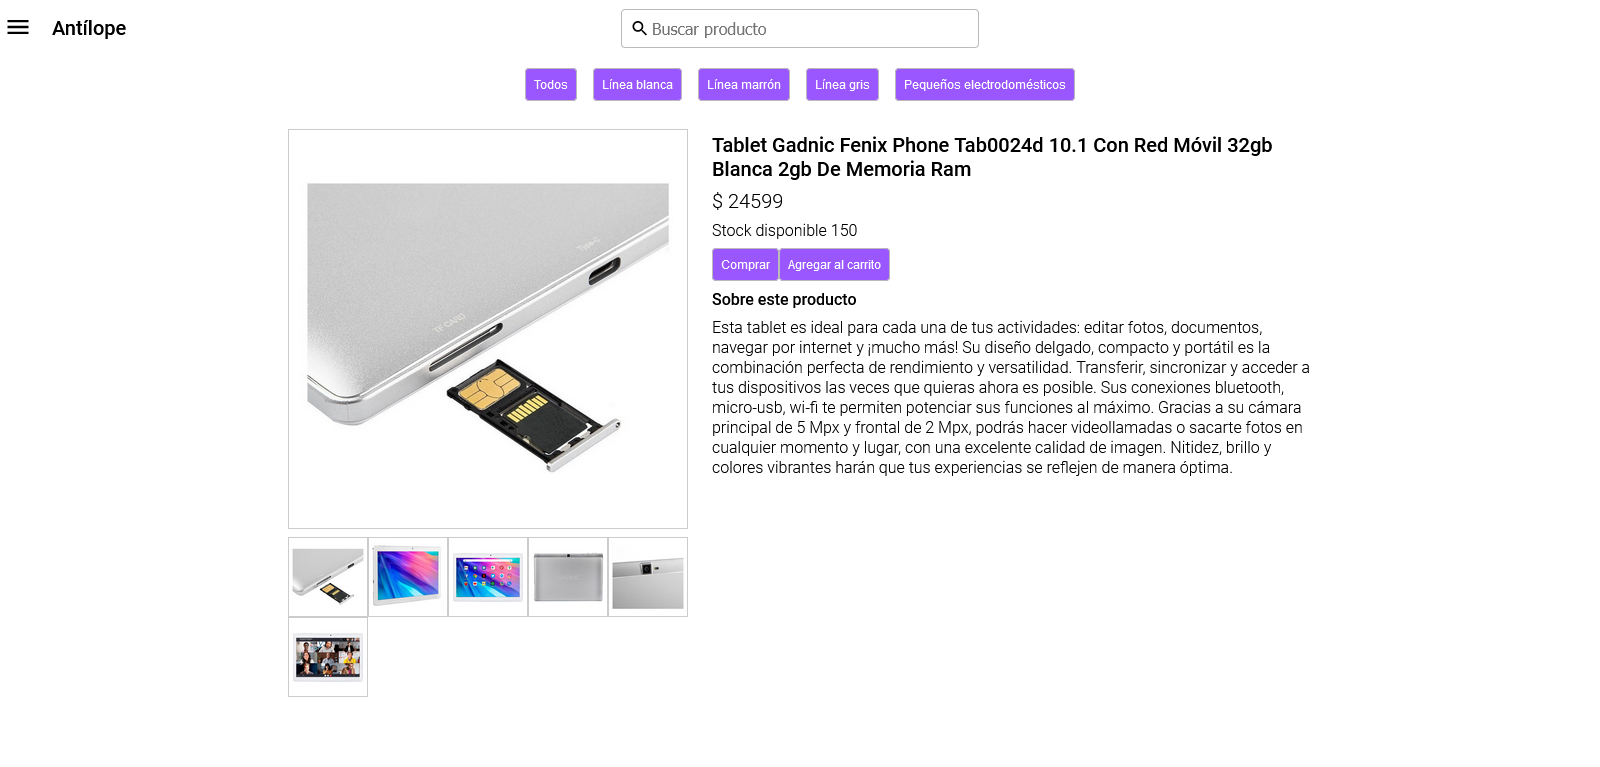 Antílope
Buscar producto
Todos
Línea blanca
Línea marrón
Línea gris
Pequeños electrodomésticos
Type-C
TF CARD
Tablet Gadnic Fenix Phone Tab0024d 10.1 Con Red Móvil 32gb
Blanca 2gb De Memoria Ram
$ 24599
Stock disponible 150
Comprar
Agregar al carrito
Sobre este producto
Esta tablet es ideal para cada una de tus actividades: editar fotos, documentos,
navegar por internet y ¡mucho más! Su diseño delgado, compacto y portátil es la
combinación perfecta de rendimiento y versatilidad. Transferir, sincronizar y acceder a
tus dispositivos las veces que quieras ahora es posible. Sus conexiones bluetooth,
micro-usb, wi-fi te permiten potenciar sus funciones al máximo. Gracias a su cámara
principal de 5 Mpx y frontal de 2 Mpx, podrás hacer videollamadas o sacarte fotos en
cualquier momento y lugar, con una excelente calidad de imagen. Nitidez, brillo y
colores vibrantes harán que tus experiencias se reflejen de manera óptima.